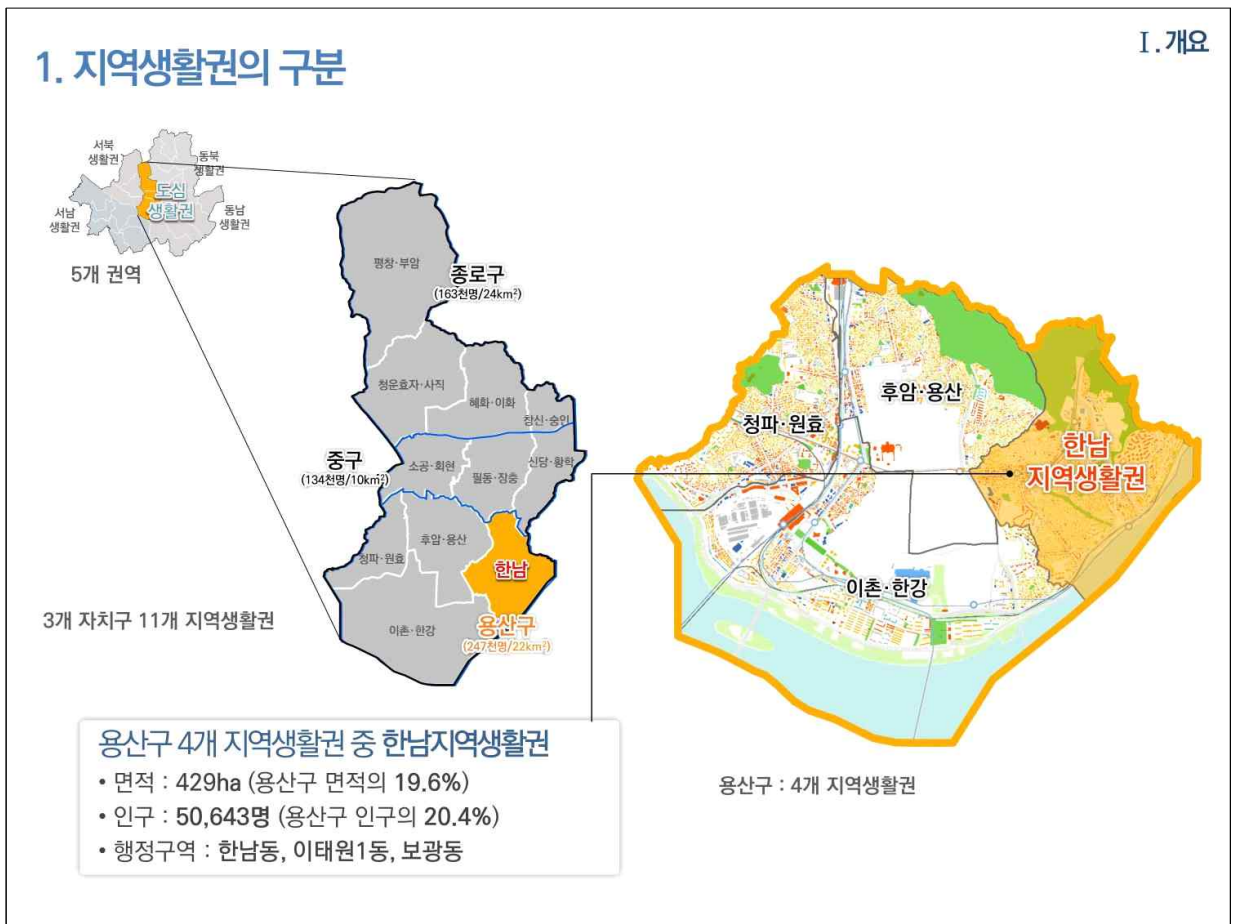 I.개요
1. 지역생활권의 구분
서북
생활권
동북
생활권
도심
생활권
서남
생활권
동남
생활권
5개 권역
평창·부암
종로구
(163천명/24km²)
청운효자·사직
혜화·이화
창신·숭인
중구
(134천명/10km²)
소공·회현
필동·장충
신당·황학
후암·용산
청파·원효
한남
이촌·한강
용산구
(247천명/22km²)
3개 자치구 11개 지역생활권
후암·용산
청파·원효
한남
지역생활권
이촌·한강
용산구 4개 지역생활권 중 한남지역생활권
• 면적 : 429ha (용산구 면적의 19.6%)
• 인구 : 50,643명 (용산구 인구의 20.4%)
• 행정구역 : 한남동, 이태원1동, 보광동
용산구 : 4개 지역생활권